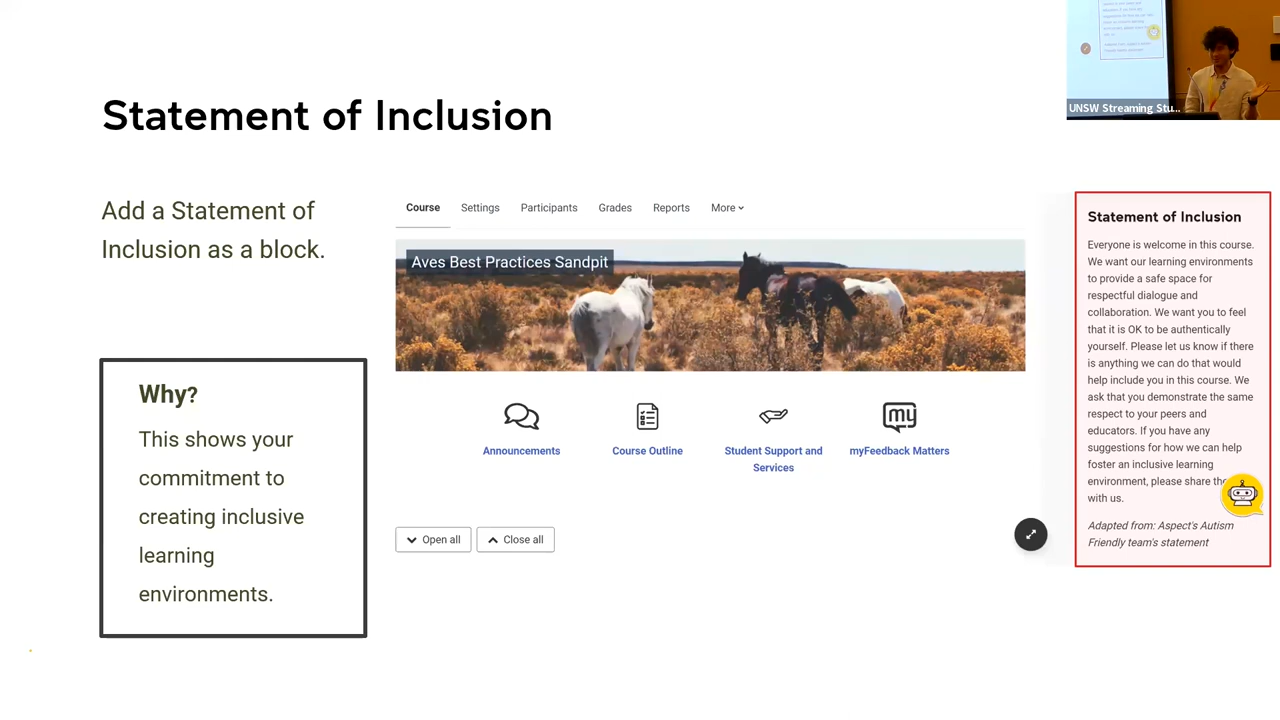 Statement of Inclusion
Add a Statement of
Inclusion as a block.
Why?
This shows your
commitment to
creating inclusive
learning
environments.
Course Settings Participants Grades Reports More
Aves Best Practices Sandpit
Announcements
Course Outline
Student Support and
Services
myFeedback Matters
my
Open all
Close all
Statement of Inclusion
Everyone is welcome in this course.
We want our learning environments
to provide a safe space for
respectful dialogue and
collaboration. We want you to feel
that it is OK to be authentically
yourself. Please let us know if there
is anything we can do that would
help include you in this course. We
ask that you demonstrate the same
respect to your peers and
educators. If you have any
suggestions for how we can help
foster an inclusive learning
environment, please share
with us.
Adapted from: Aspect's Autism
Friendly team's statement
UNSW Streaming Stu...